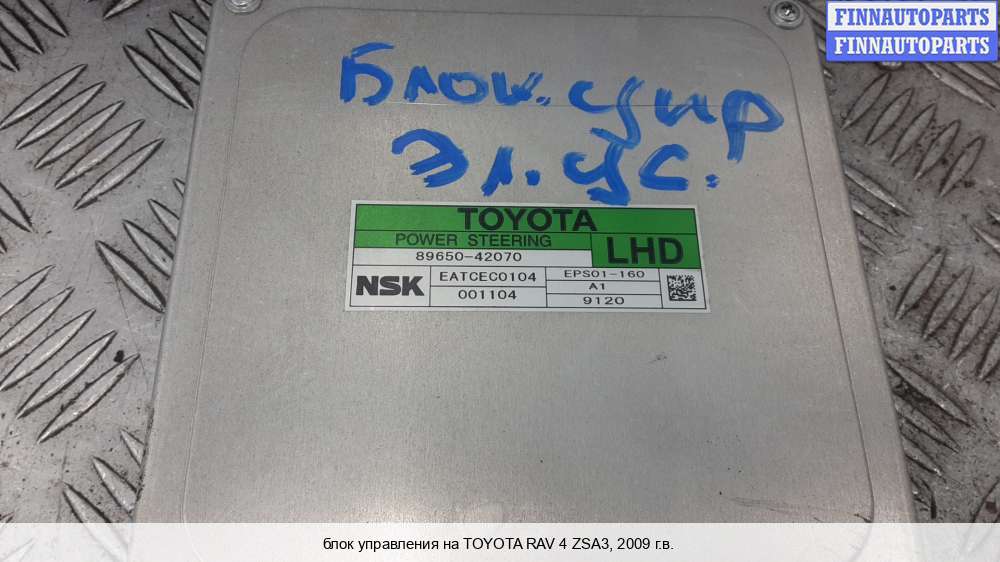 FINNAUTOPARTS
FINNAUTOPARTS
Блок.упр
Эл.ус.
TOYOTA
POWER STEERING
LHD
89650-42070
NSK
EATCEC0104
EPS01-160
001104
A1
9120
блок управления на TOYOTA RAV 4 ZSA3, 2009 г.в.